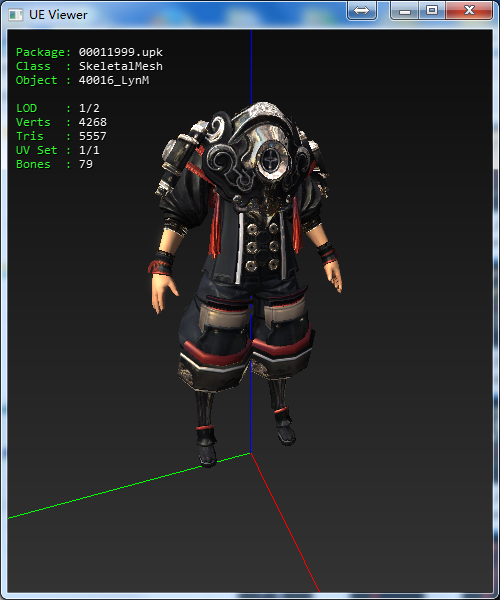 UE Viewer
Package: 00011999.upk
Class  : SkeletalMesh
Object : 40016_LynM
LOD    : 1/2
Verts  : 4268
Tris   : 5557
UV Set : 1/1
Bones  : 79